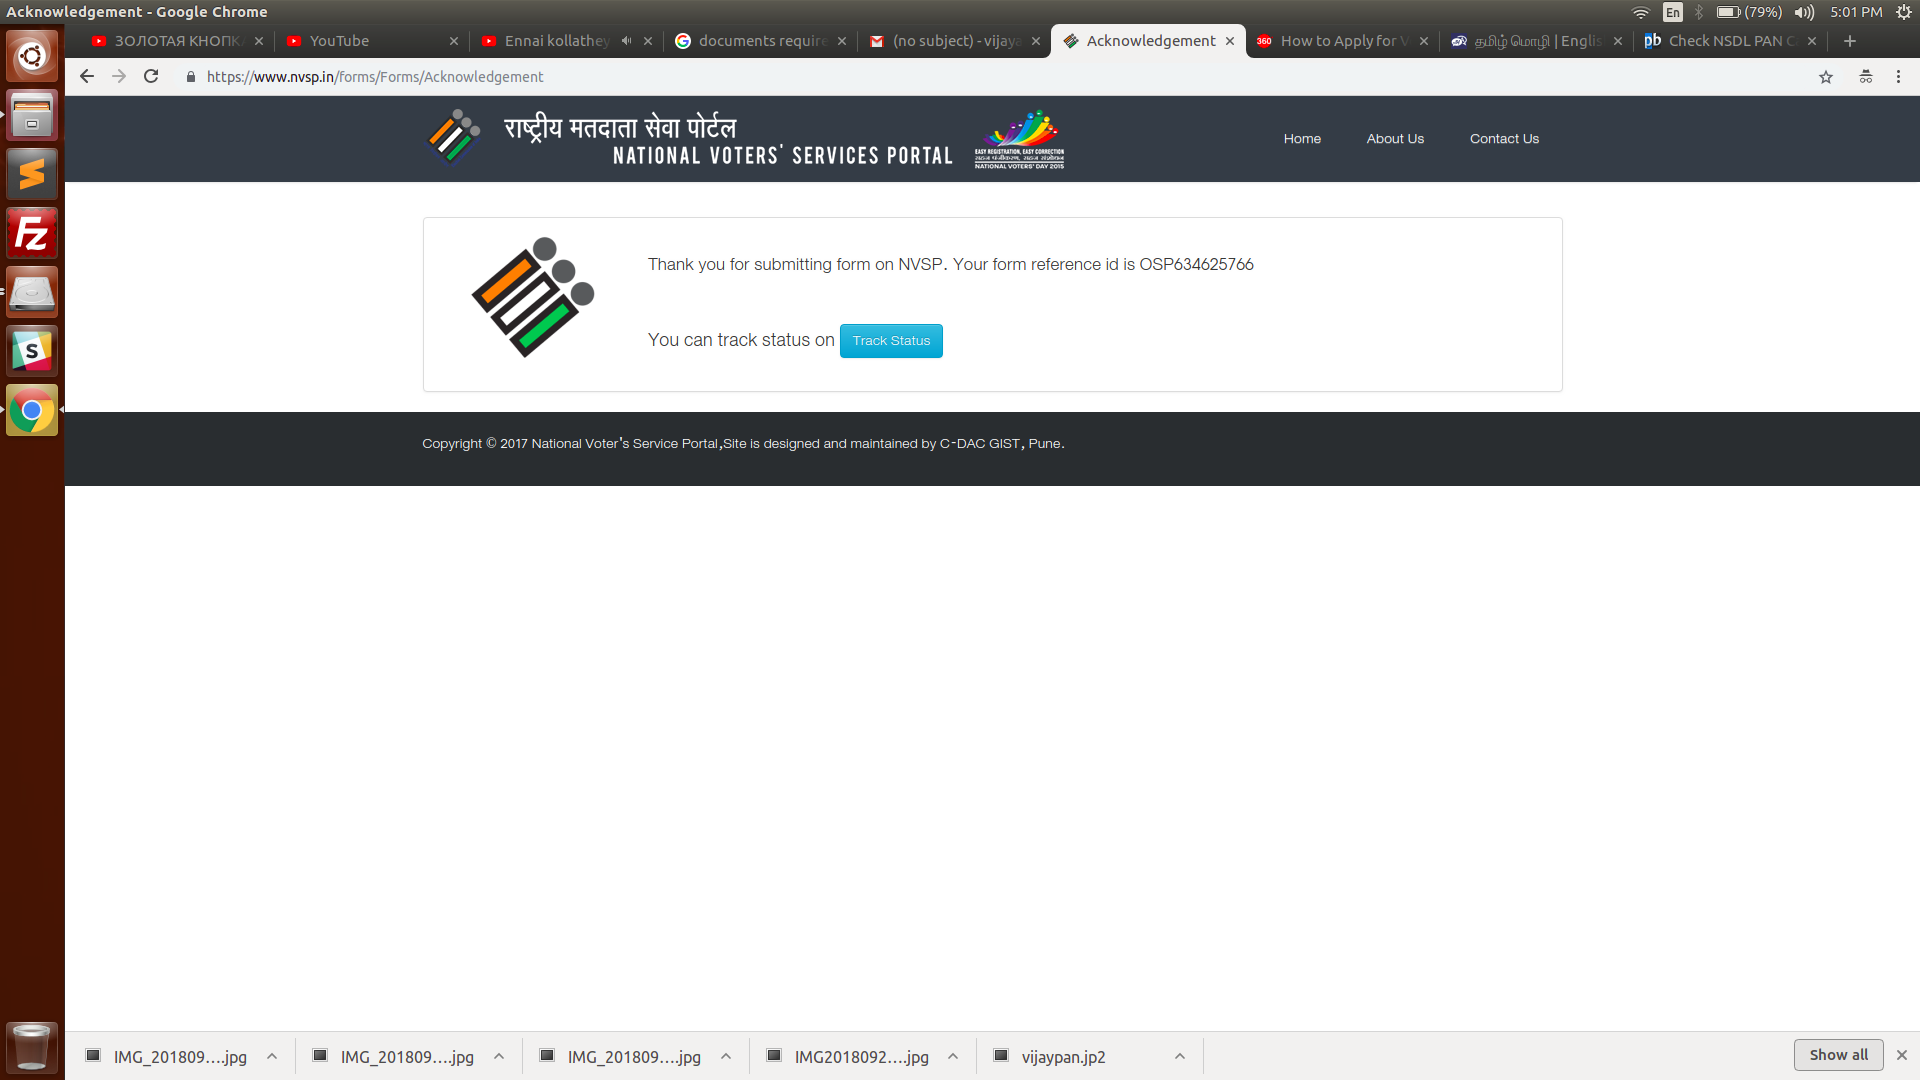 Acknowledgement - Google Chrome
En
(79%)
5:01 PM
ЗОЛОТАЯ КНОПК
YouTube
Ennai kollathey
documents require
(no subject) - vijaya
Acknowledgement
360
How to Apply for V
தமிழ் மொழி | Englis
pb
Check NSDL PAN C
https://www.nvsp.in/forms/Forms/Acknowledgement
राष्ट्रीय मतदाता सेवा पोर्टल
NATIONAL VOTERS' SERVICES PORTAL
EASY REGISTRATION, EASY CORRECTION
NATIONAL VOTERS' DAY 2015
Home
About Us
Contact Us
Thank you for submitting form on NVSP. Your form reference id is OSP634625766
You can track status on Track Status
Copyright © 2017 National Voter's Service Portal,Site is designed and maintained by C-DAC GIST, Pune.
IMG_201809....jpg
IMG_201809....jpg
IMG_201809....jpg
IMG2018092....jpg
vijaypan.jp2
Show all